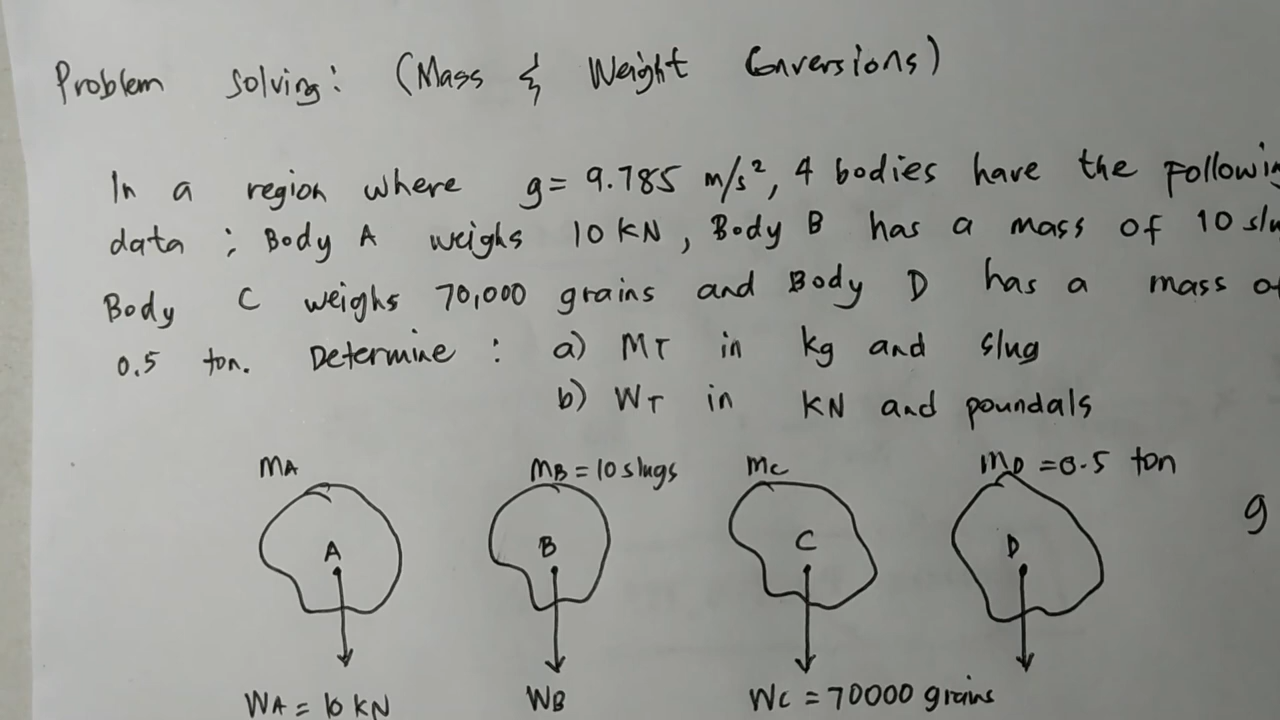 Problem Solving: (Mass & Weight Conversions)
In a region where g = 9.785 m/s², 4 bodies have the
data ; Body A weighs 10 KN, Body B has a mass of 10
Body C weighs 70,000 grains and Body D has a mass
0.5 ton. Determine : a) MT in kg and slug
b) WT in KN and poundals
MA MB = 10 slugs MC MD = 0.5 ton
g
A B C D
WA = 10 KN WB WC = 70000 grains